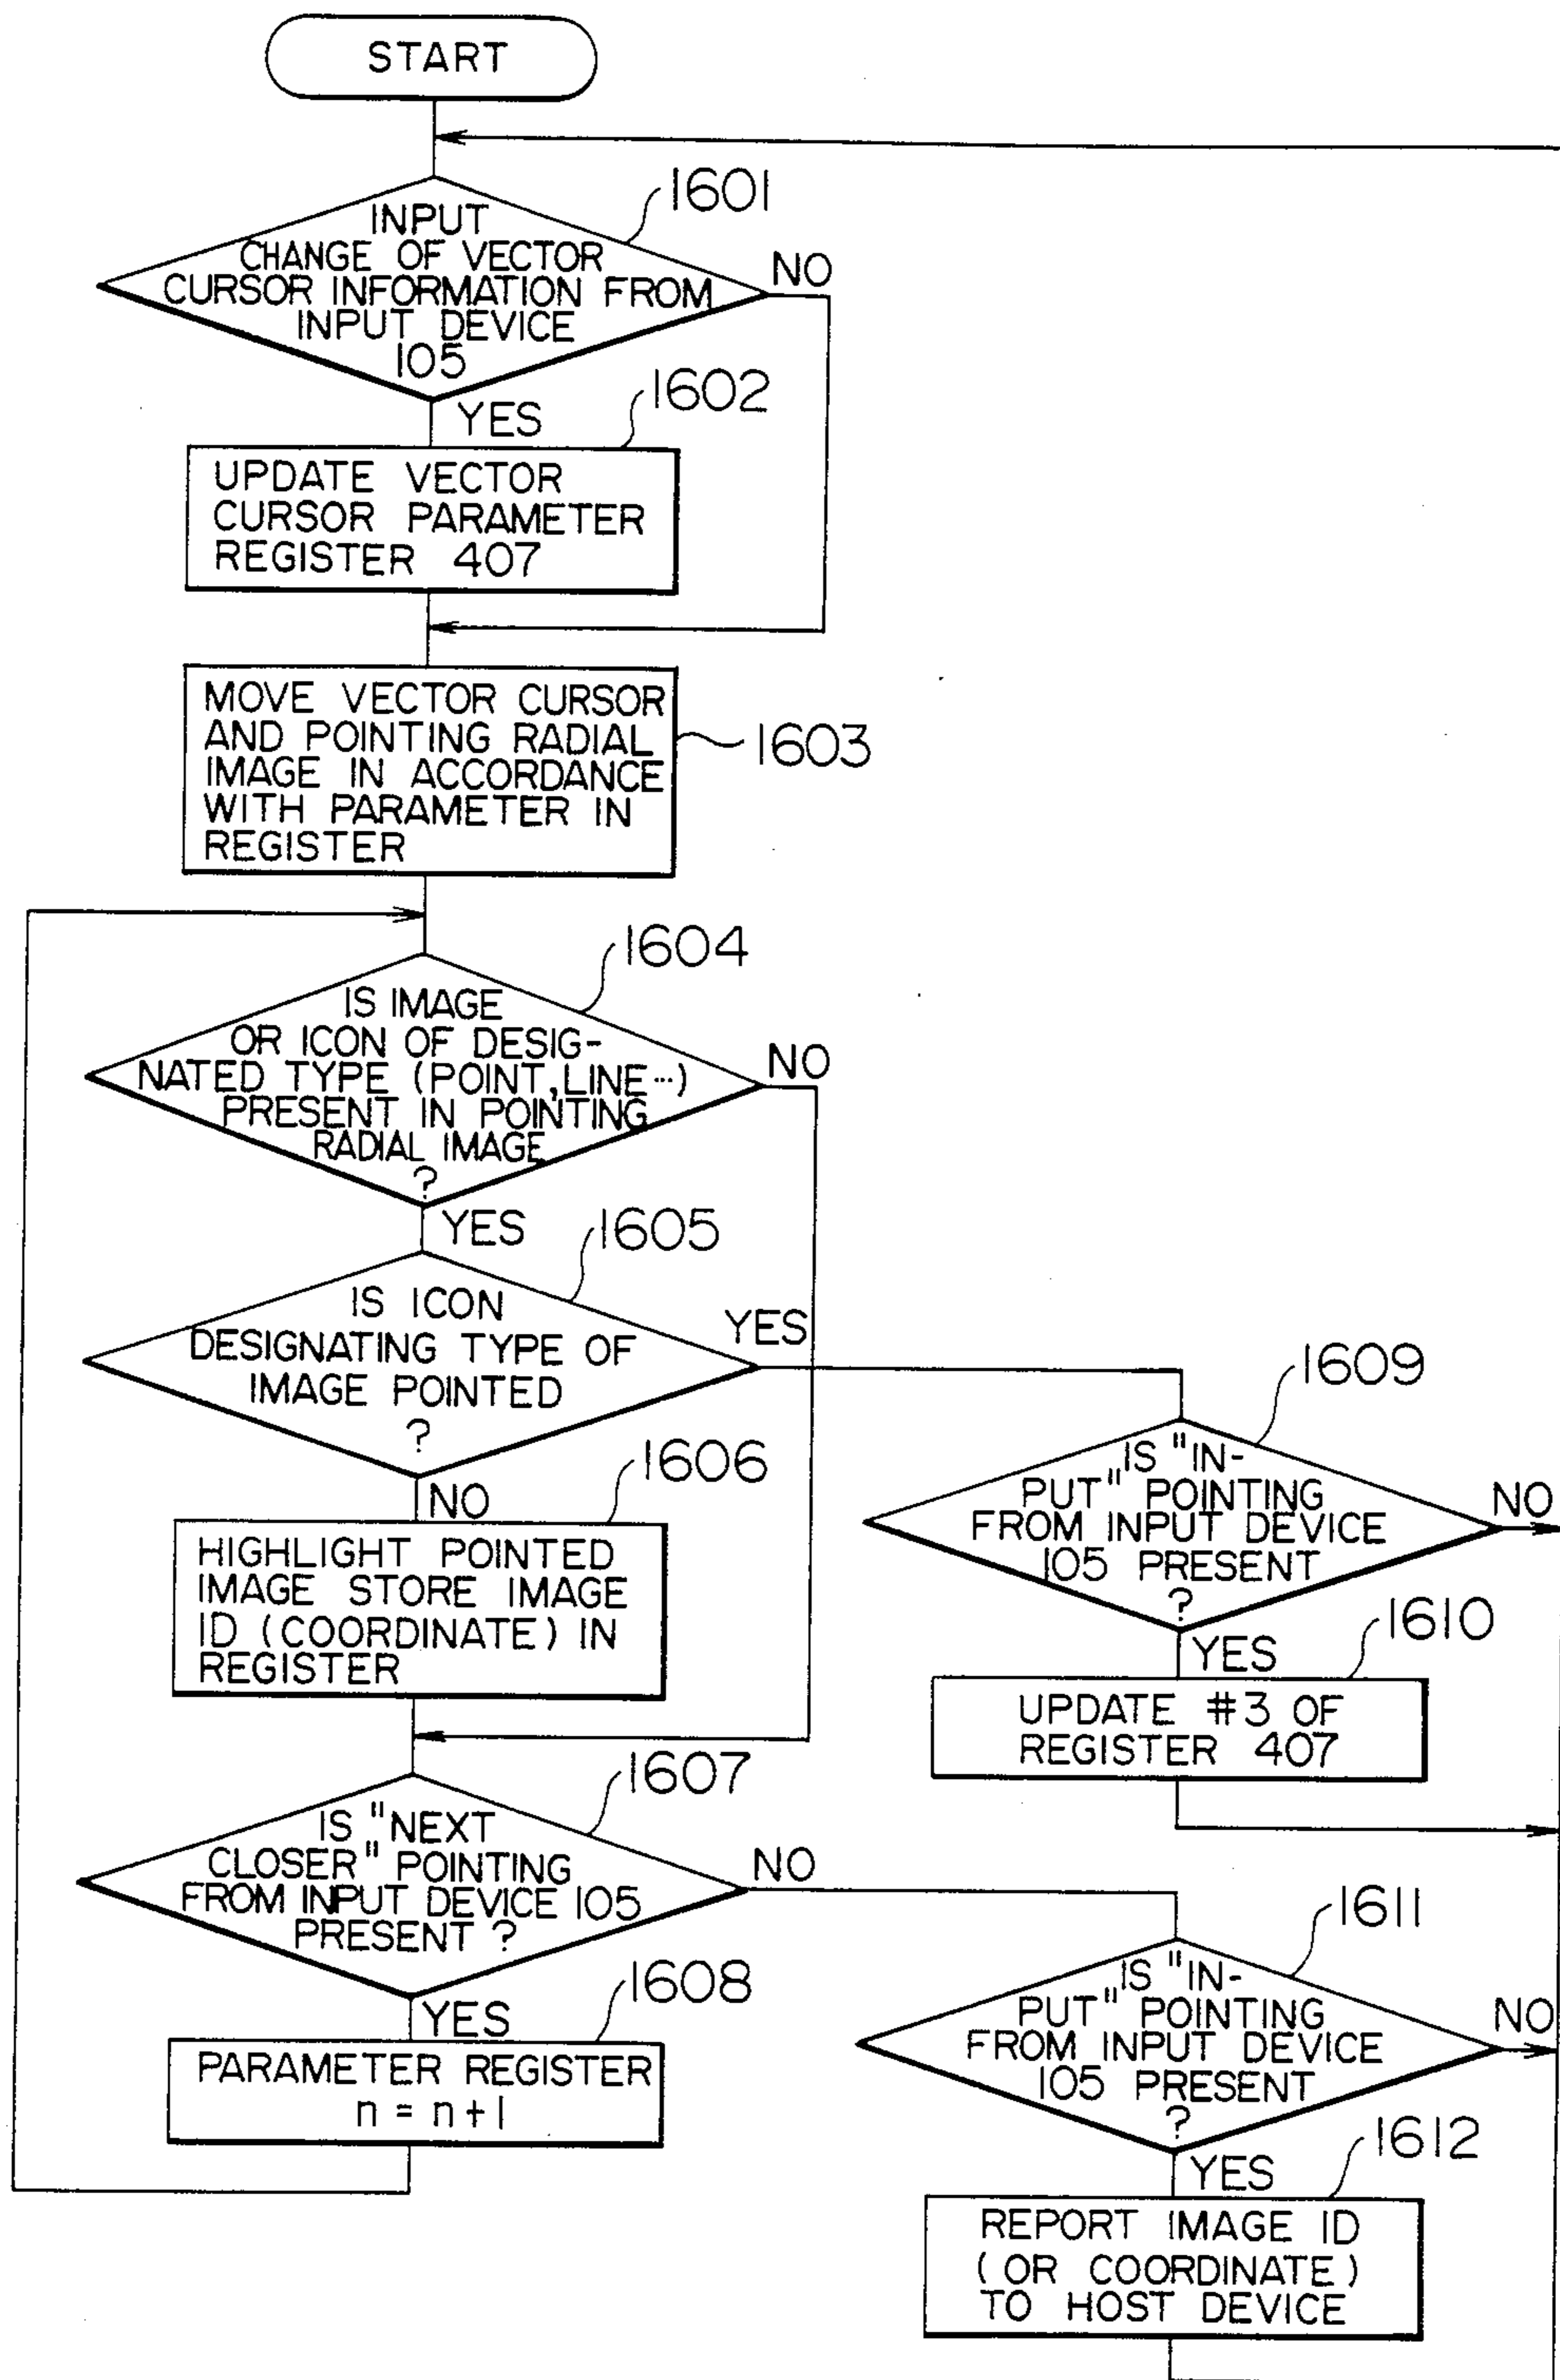 START
1601
INPUT
CHANGE OF VECTOR
CURSOR INFORMATION FROM
INPUT DEVICE
105
NO
YES
1602
UPDATE VECTOR
CURSOR PARAMETER
REGISTER 407
MOVE VECTOR CURSOR
AND POINTING RADIAL
IMAGE IN ACCORDANCE
WITH PARAMETER IN
REGISTER
1603
1604
IS IMAGE
OR ICON OF DESIG-
NATED TYPE (POINT, LINE···)
PRESENT IN POINTING
RADIAL IMAGE
?
NO
YES
1605
IS ICON
DESIGNATING TYPE OF
IMAGE POINTED
?
YES
NO
1606
HIGHLIGHT POINTED
IMAGE STORE IMAGE
ID (COORDINATE) IN
REGISTER
1607
IS "NEXT
CLOSER" POINTING
FROM INPUT DEVICE 105
PRESENT ?
NO
YES
1608
PARAMETER REGISTER
n = n+1
1609
IS "IN-
PUT" POINTING
FROM INPUT DEVICE
105 PRESENT
?
NO
YES
1610
UPDATE #3 OF
REGISTER 407
1611
IS "IN-
PUT" POINTING
FROM INPUT DEVICE
105 PRESENT
?
NO
YES
1612
REPORT IMAGE ID
(OR COORDINATE)
TO HOST DEVICE